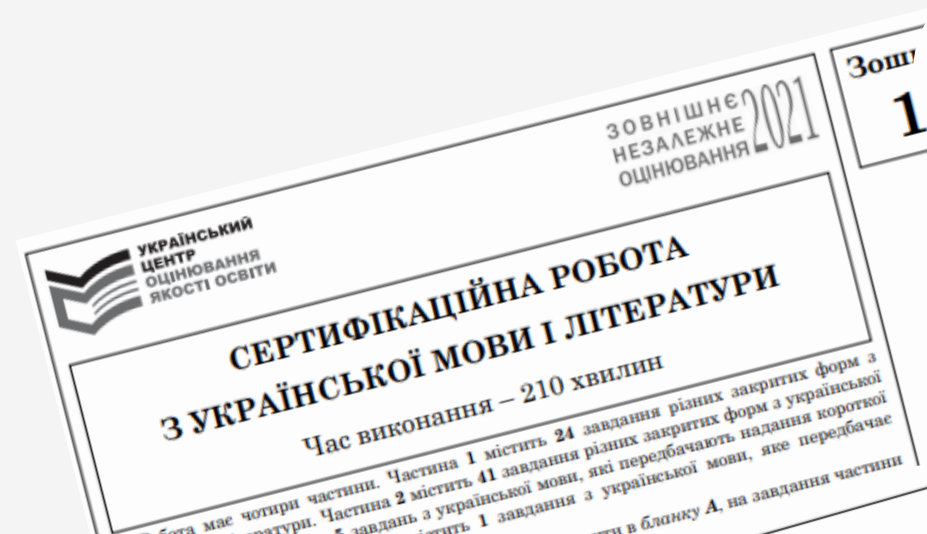 ЗОВНІШНЄ
НЕЗАЛЕЖНЕ
ОЦІНЮВАННЯ
2021
УКРАЇНСЬКИЙ
ЦЕНТР
ОЦІНЮВАННЯ
ЯКОСТІ ОСВІТИ
СЕРТИФІКАЦІЙНА РОБОТА
З УКРАЇНСЬКОЇ МОВИ І ЛІТЕРАТУРИ
Час виконання – 210 хвилин
має чотири частини. Частина 1 містить 24 завдання різних закритих форм з
Частина 2 містить 41 завдання різних закритих форм з української
завдань з української мови, які передбачають надання короткої
1 завдання з української мови, яке передбачає
в бланку А, на завдання частини
1